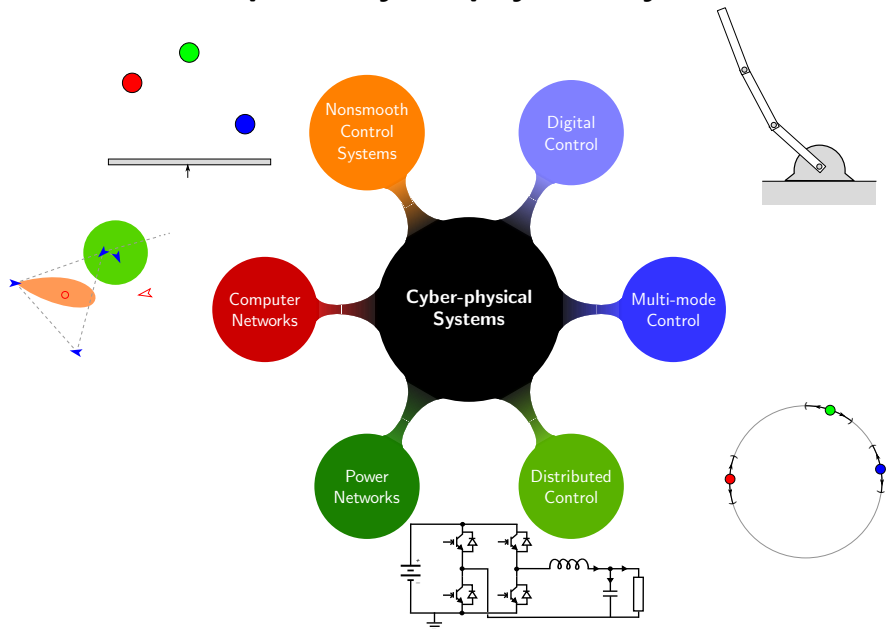 Nonsmooth
Control
Systems
Digital
Control
Computer
Networks
Cyber-physical
Systems
Multi-mode
Control
Power
Networks
Distributed
Control